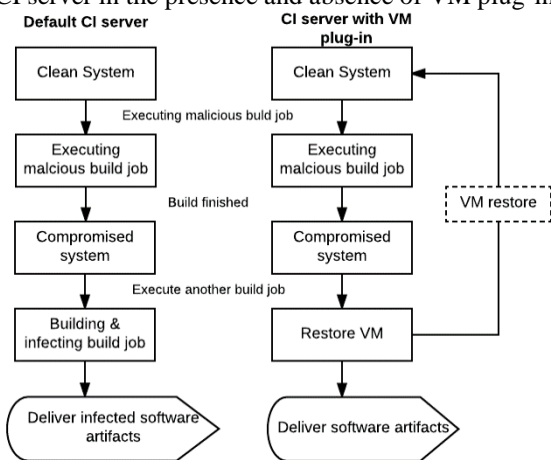 CI server in the presence and absence of VM plug-in
Default CI server
CI server with VM
plug-in
Clean System
Clean System
Executing malicious buld job
Executing
malcious build job
Executing
malicious build job
Build finished
Compromised
system
Compromised
system
VM restore
Execute another build job
Building &
infecting build job
Restore VM
Deliver infected software
artifacts
Deliver software artifacts